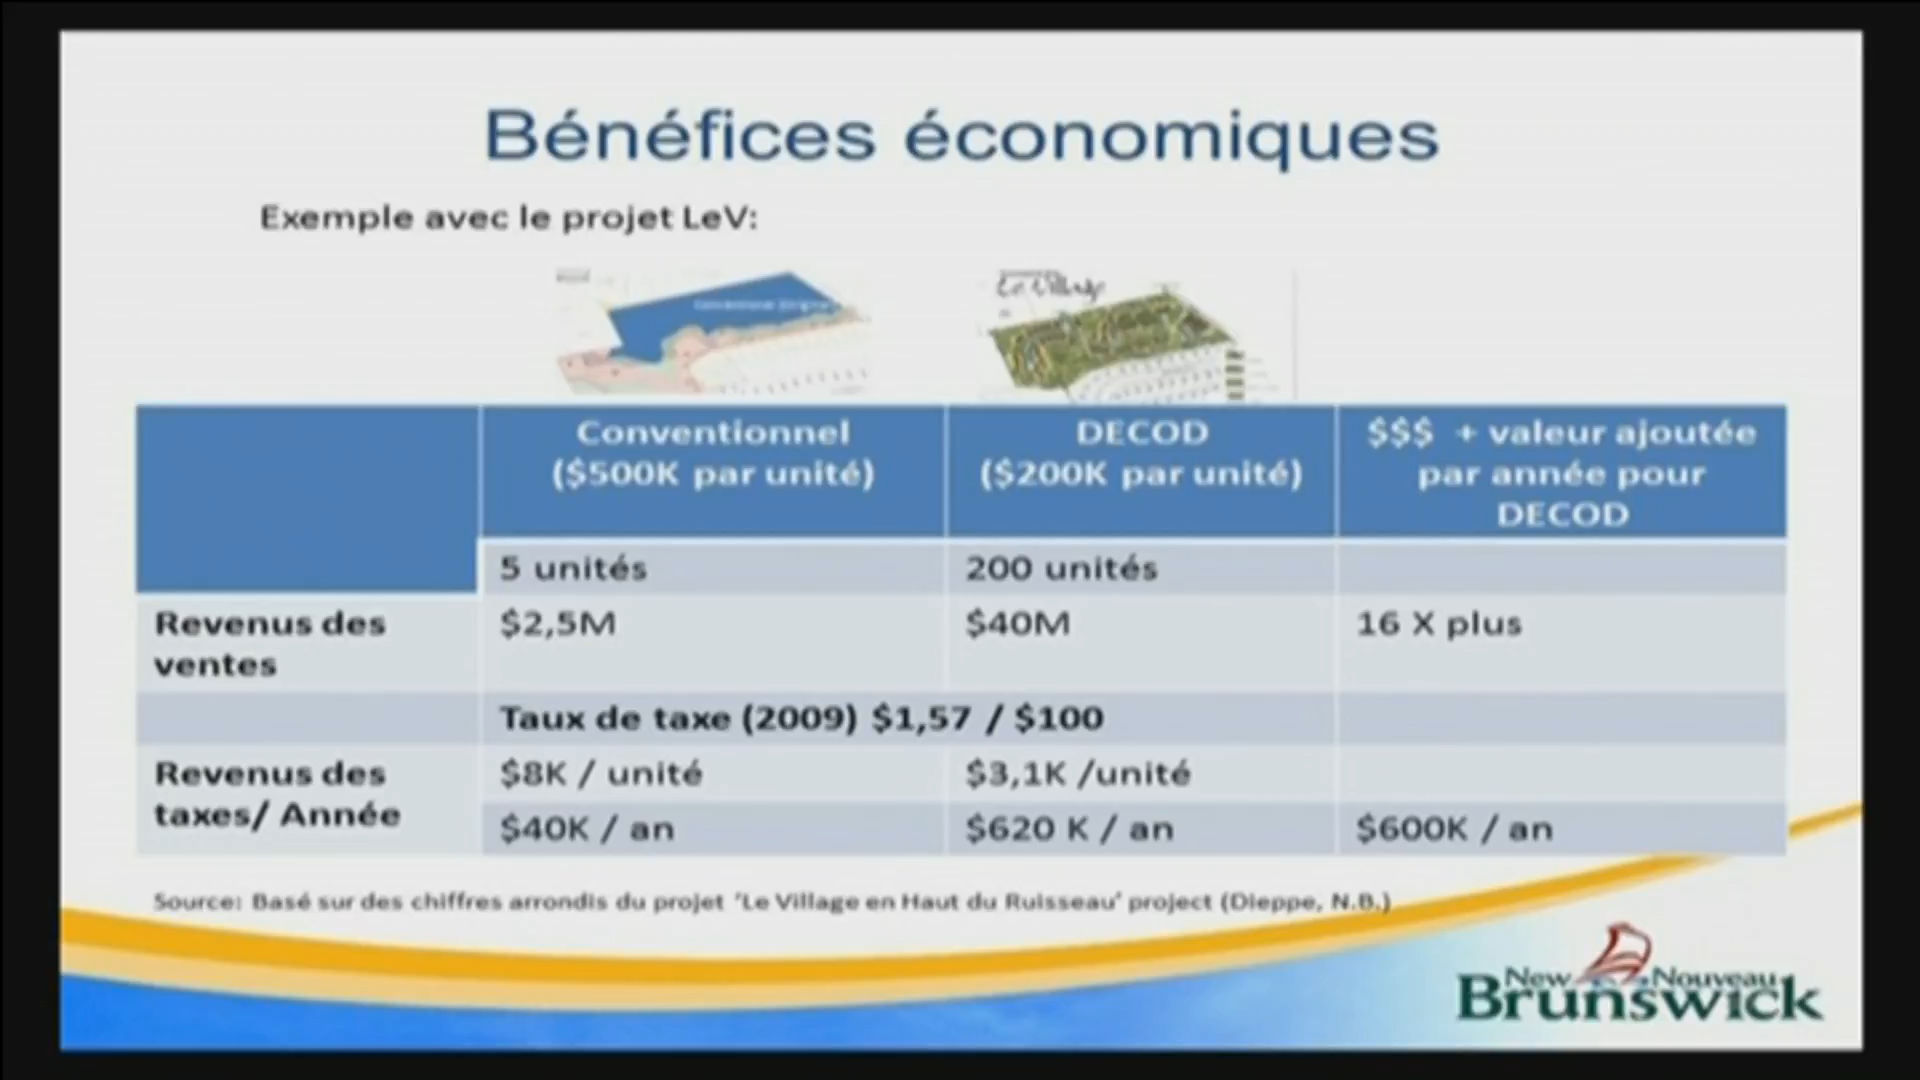 Bénéfices économiques
Exemple avec le projet LeV:
Le Village
Conventionnel
($500K par unité)
DECOD
($200K par unité)
$$$ + valeur ajoutée
par année pour
DECOD
5 unités
200 unités
Revenus des
ventes
$2,5M
$40M
16 X plus
Taux de taxe (2009) $1,57 / $100
Revenus des
taxes/ Année
$8K / unité
$3,1K /unité
$40K / an
$620 K / an
$600K / an
Source: Basé sur des chiffres arrondis du projet ‘Le Village en Haut du Ruisseau’ project (Dieppe, N.B.)
New Nouveau
Brunswick